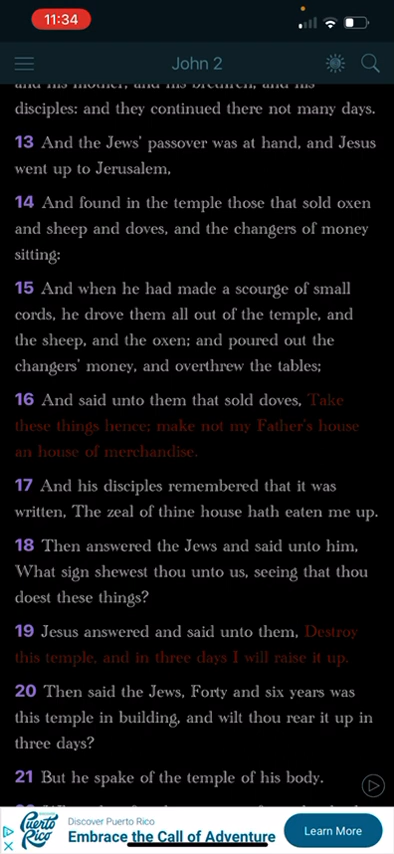 11:34
John 2
and his mother, and his brethren, and his
disciples: and they continued there not many days.
13 And the Jews' passover was at hand, and Jesus
went up to Jerusalem,
14 And found in the temple those that sold oxen
and sheep and doves, and the changers of money
sitting:
15 And when he had made a scourge of small
cords, he drove them all out of the temple, and
the sheep, and the oxen; and poured out the
changers' money, and overthrew the tables;
16 And said unto them that sold doves, Take
these things hence; make not my Father's house
an house of merchandise.
17 And his disciples remembered that it was
written, The zeal of thine house hath eaten me up.
18 Then answered the Jews and said unto him,
What sign shewest thou unto us, seeing that thou
doest these things?
19 Jesus answered and said unto them, Destroy
this temple, and in three days I will raise it up.
20 Then said the Jews, Forty and six years was
this temple in building, and wilt thou rear it up in
three days?
21 But he spake of the temple of his body.
Puerto Rico
Discover Puerto Rico
Embrace the Call of Adventure
Learn More